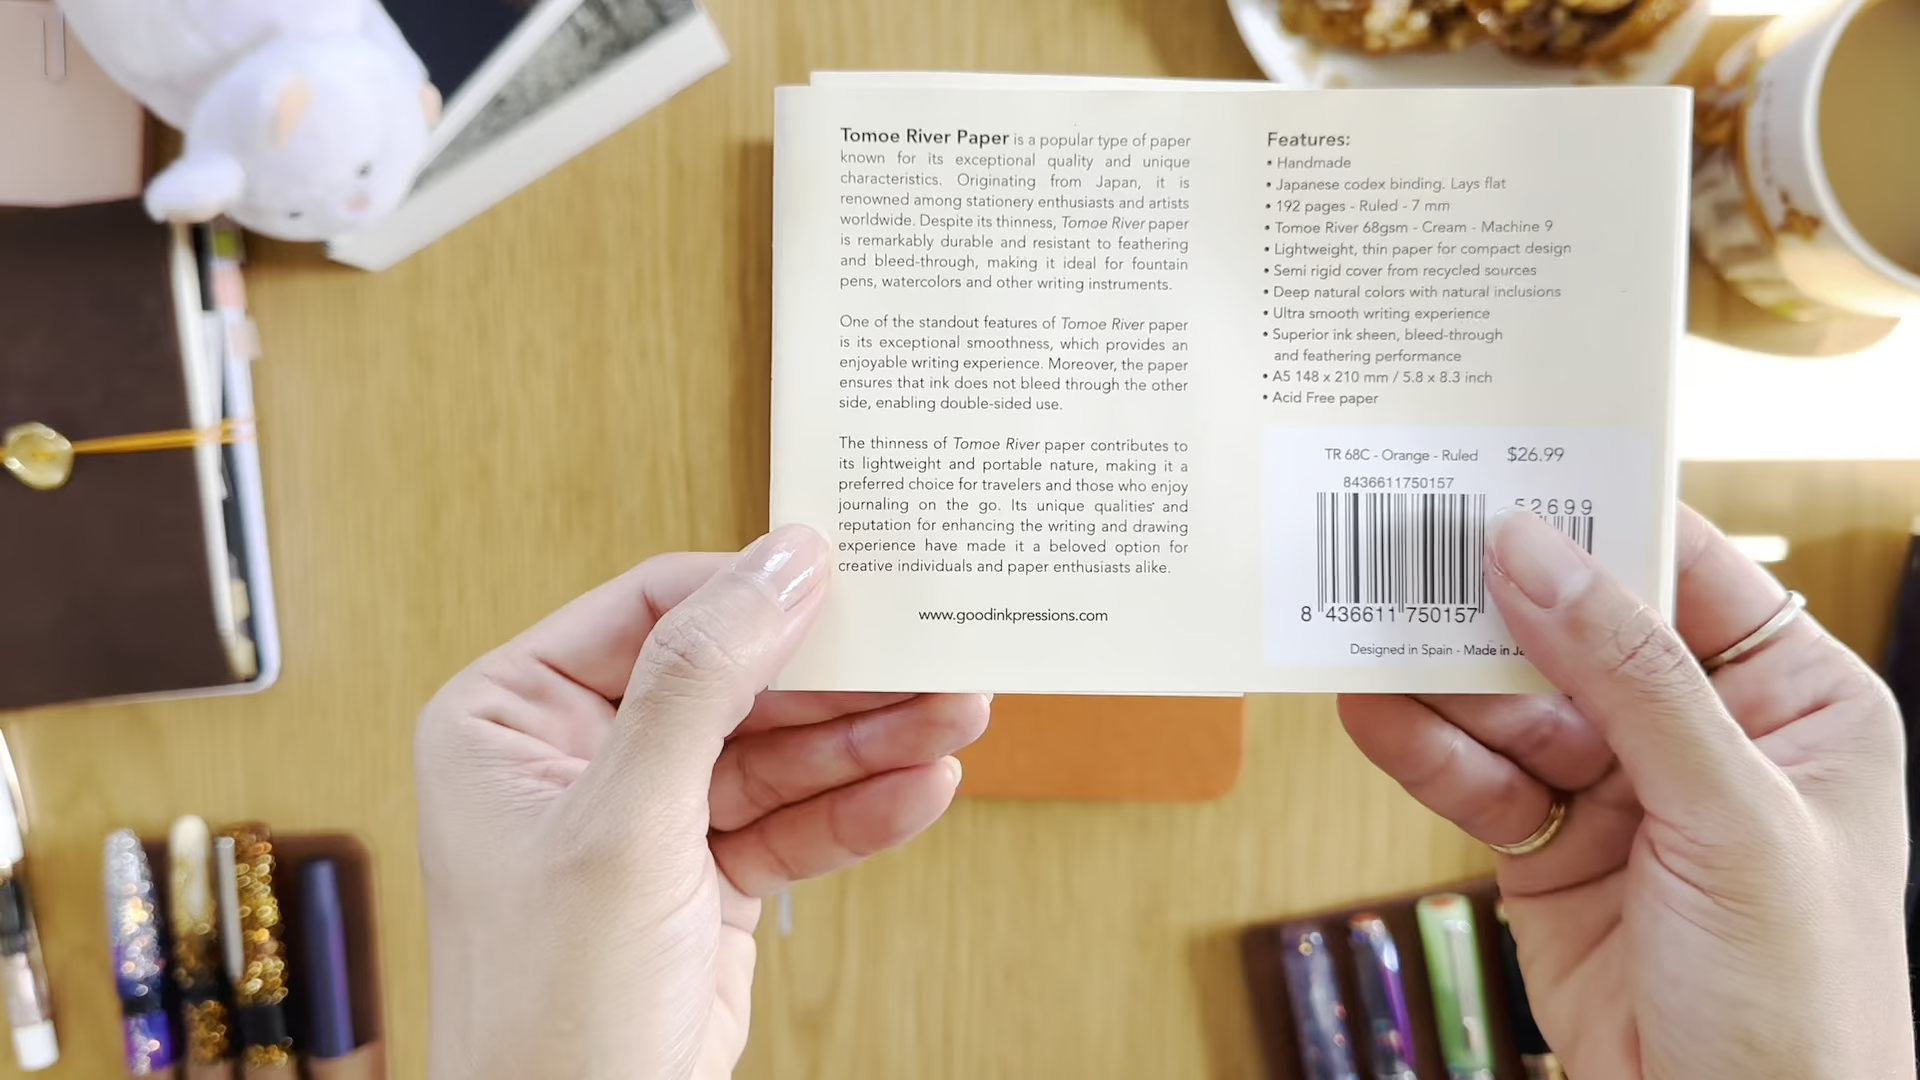 Tomoe River Paper is a popular type of paper
known for its exceptional quality and unique
characteristics. Originating from Japan, it is
renowned among stationery enthusiasts and artists
worldwide. Despite its thinness, Tomoe River paper
is remarkably durable and resistant to feathering
and bleed-through, making it ideal for fountain
pens, watercolors and other writing instruments.
One of the standout features of Tomoe River paper
is its exceptional smoothness, which provides an
enjoyable writing experience. Moreover, the paper
ensures that ink does not bleed through the other
side, enabling double-sided use.
The thinness of Tomoe River paper contributes to
its lightweight and portable nature, making it a
preferred choice for travelers and those who enjoy
journaling on the go. Its unique qualities and
reputation for enhancing the writing and drawing
experience have made it a beloved option for
creative individuals and paper enthusiasts alike.
www.goodinkpressions.com
Features:
• Handmade
• Japanese codex binding. Lays flat
• 192 pages - Ruled - 7 mm
• Tomoe River 68gsm - Cream - Machine 9
• Lightweight, thin paper for compact design
• Semi rigid cover from recycled sources
• Deep natural colors with natural inclusions
• Ultra smooth writing experience
• Superior ink sheen, bleed-through
and feathering performance
• A5 148 x 210 mm / 5.8 x 8.3 inch
• Acid Free paper
TR 68C - Orange - Ruled $26.99
8436611750157
52699
8 436611 750157
Designed in Spain - Made in